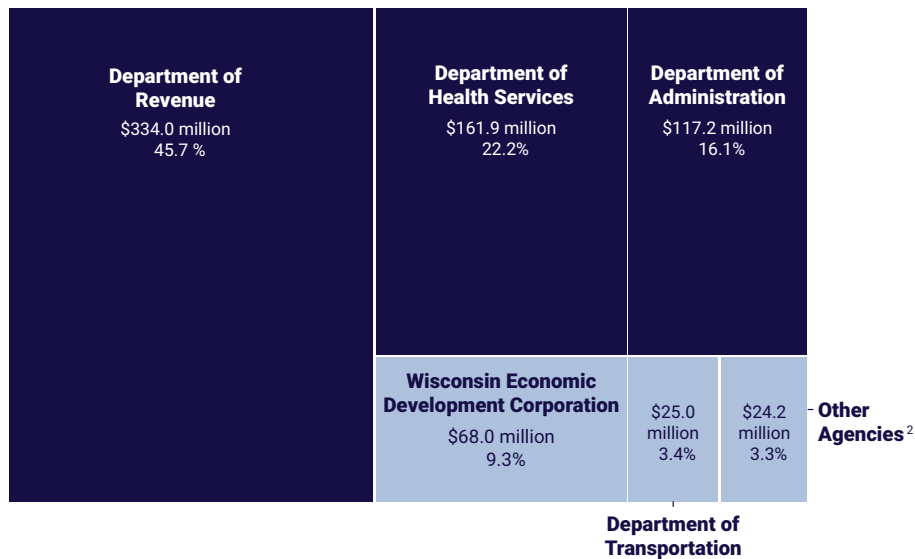 Department of
Revenue
$334.0 million
45.7 %
Department of
Health Services
$161.9 million
22.2%
Department of
Administration
$117.2 million
16.1%
Wisconsin Economic
Development Corporation
$68.0 million
9.3%
$25.0
million
3.4%
$24.2
million
3.3%
Other
Agencies 2
Department of
Transportation